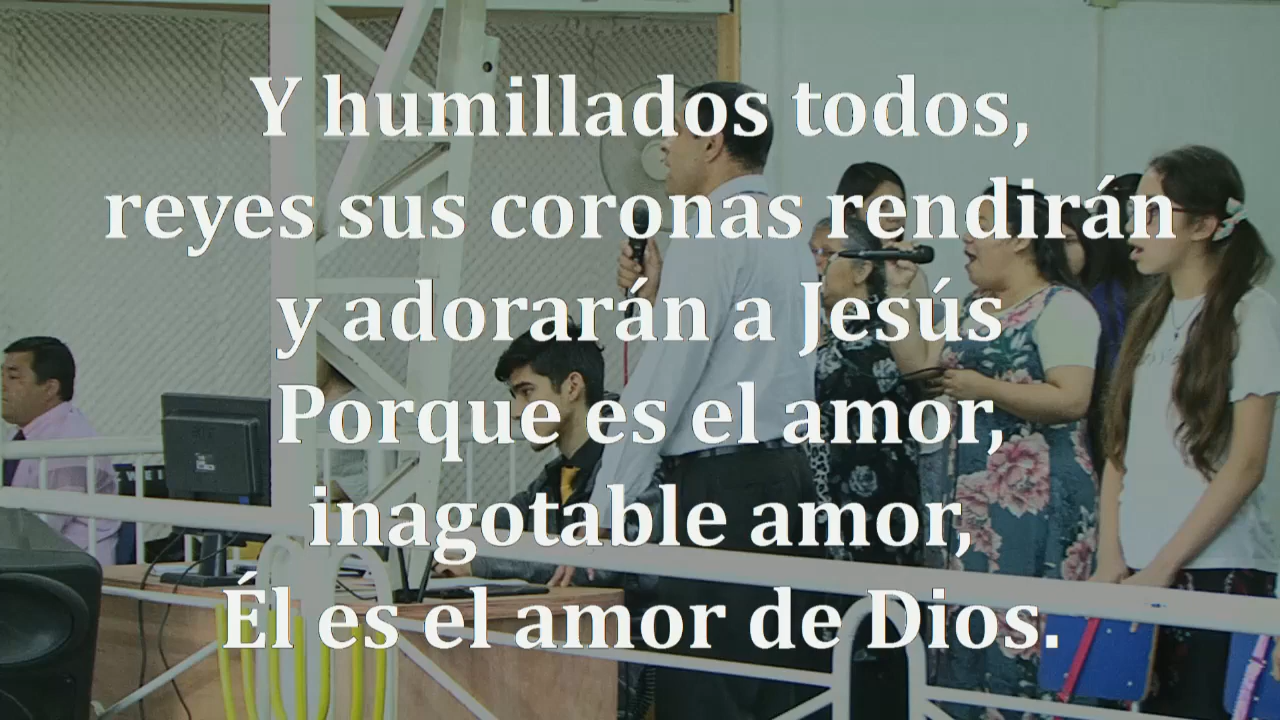 Y humillados todos,
reyes sus coronas rendirán
y adorarán a Jesús
Porque es el amor,
inagotable amor,
Él es el amor de Dios.